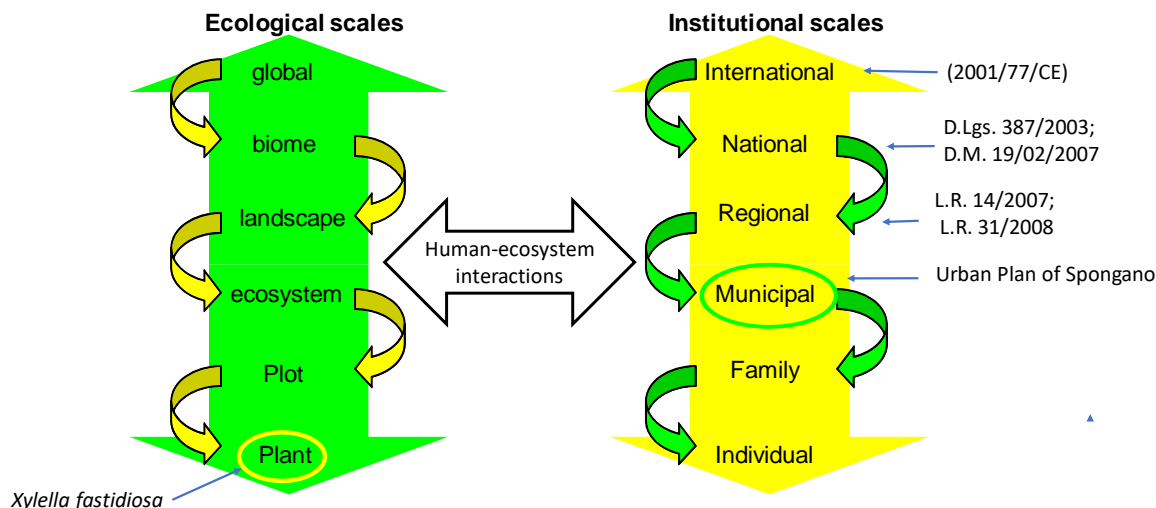 Ecological scales
global
biome
landscape
ecosystem
Plot
Plant
Xylella fastidiosa
Human-ecosystem
interactions
Institutional scales
International
National
Regional
Municipal
Family
Individual
(2001/77/CE)
D.Lgs. 387/2003;
D.M. 19/02/2007
L.R. 14/2007;
L.R. 31/2008
Urban Plan of Spongano